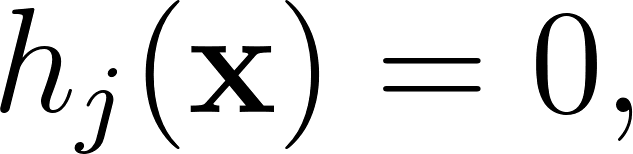 h_j(𝐱) = 0,